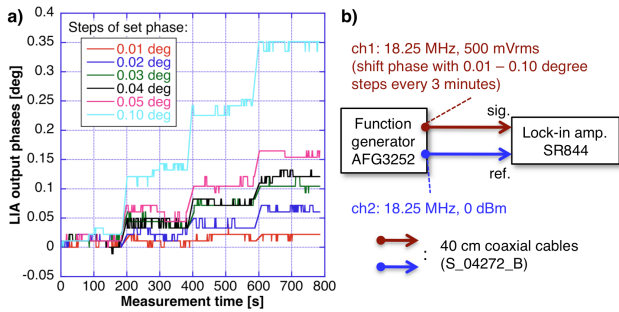 a)
Steps of set phase:
0.01 deg
0.02 deg
0.03 deg
0.04 deg
0.05 deg
0.10 deg
LIA output phases [deg]
0.4
0.35
0.3
0.25
0.2
0.15
0.1
0.05
0
-0.05
0 100 200 300 400 500 600 700 800
Measurement time [s]
b)
ch1: 18.25 MHz, 500 mVrms
(shift phase with 0.01 – 0.10 degree
steps every 3 minutes)
Function
generator
AFG3252
sig.
ref.
Lock-in amp.
SR844
ch2: 18.25 MHz, 0 dBm
: 40 cm coaxial cables
(S_04272_B)